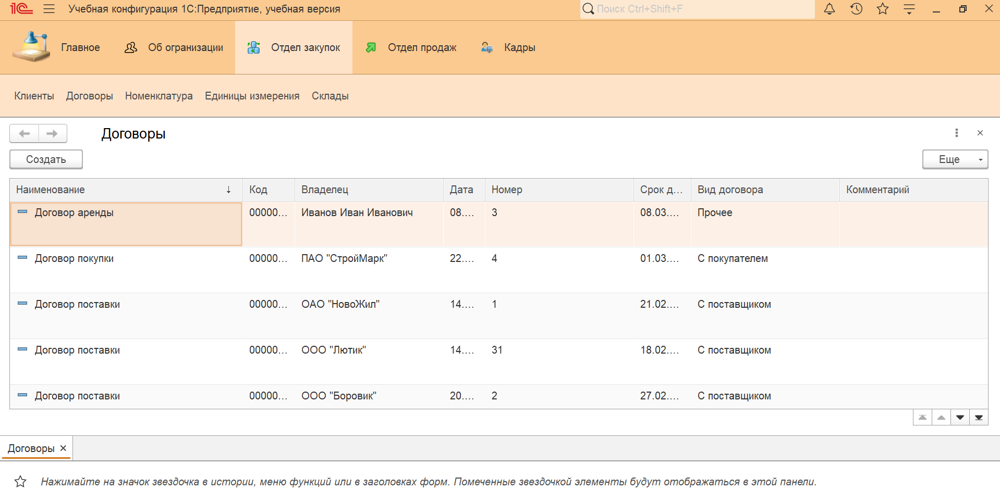 1С Учебная конфигурация 1С:Предприятие, учебная версия Поиск Ctrl+Shift+F
Главное Об огранизации Отдел закупок Отдел продаж Кадры
Клиенты Договоры Номенклатура Единицы измерения Склады
Договоры
Создать Еще
Наименование Код Владелец Дата Номер Срок д... Вид договора Комментарий
Договор аренды 00000... Иванов Иван Иванович 08.... 3 08.03.... Прочее
Договор покупки 00000... ПАО "СтройМарк" 22.... 4 01.03.... С покупателем
Договор поставки 00000... ОАО "НовоЖил" 14.... 1 21.02.... С поставщиком
Договор поставки 00000... ООО "Лютик" 14.... 31 18.02.... С поставщиком
Договор поставки 00000... ООО "Боровик" 20.... 2 27.02.... С поставщиком
Договоры
Нажимайте на значок звездочка в истории, меню функций или в заголовках форм. Помеченные звездочкой элементы будут отображаться в этой панели.